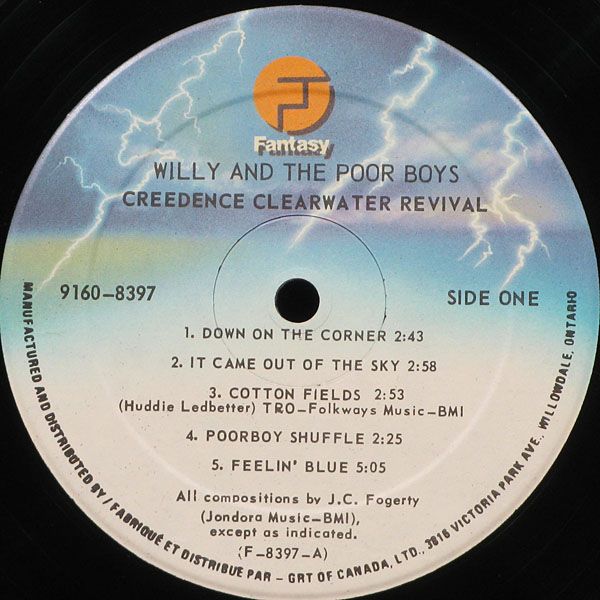 Fantasy
WILLY AND THE POOR BOYS
CREEDENCE CLEARWATER REVIVAL
9160-8397
SIDE ONE
1. DOWN ON THE CORNER 2:43
2. IT CAME OUT OF THE SKY 2:58
3. COTTON FIELDS 2:53
(Huddie Ledbetter) TRO-Folkways Music-BMI
4. POORBOY SHUFFLE 2:25
5. FEELIN' BLUE 5:05
All compositions by J.C. Fogerty
(Jondora Music-BMI),
except as indicated.
(F-8397-A)
MANUFACTURED AND DISTRIBUTED BY / FABRIQUÉ ET DISTRIBUÉ PAR - GRT OF CANADA, LTD., 3816 VICTORIA PARK AVE., WILLOWDALE, ONTARIO